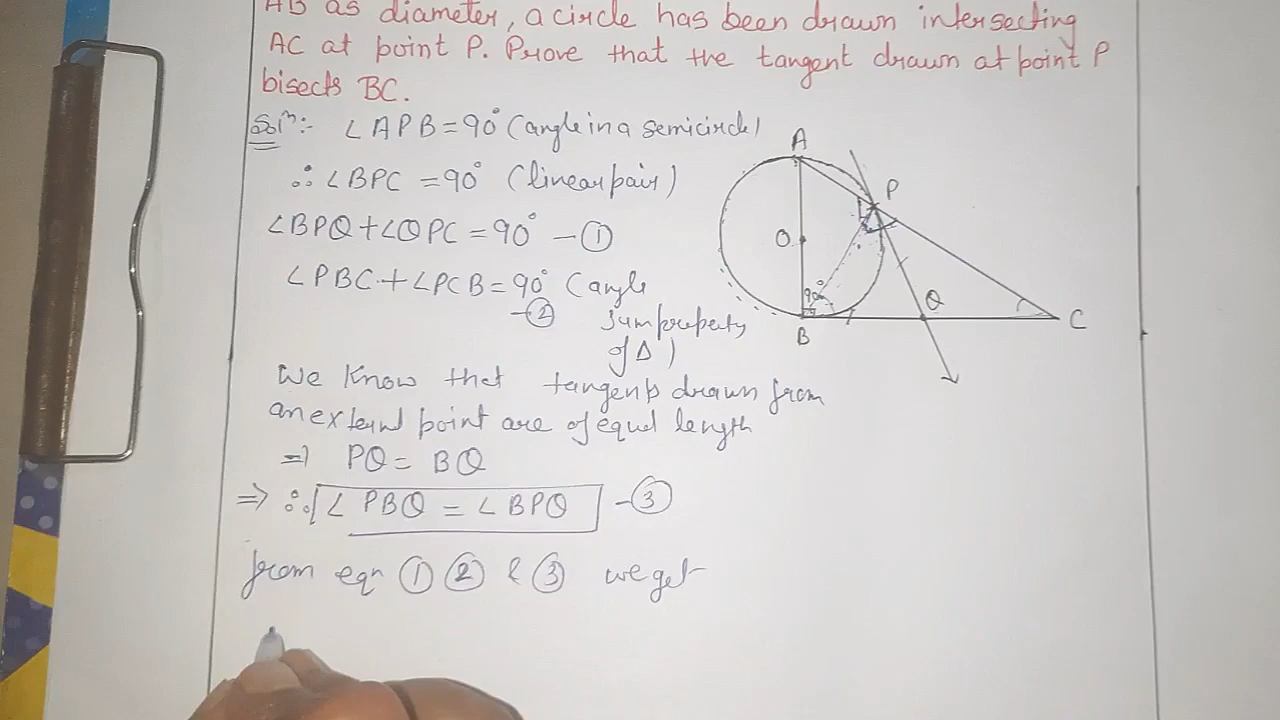 AB as diameter, a circle has been drawn intersecting
AC at point P. Prove that the tangent drawn at point P
bisects BC.
Solⁿ:- ∠APB = 90° (angle in a semicircle)
∴ ∠BPC = 90° (linear pair)
∠BPQ + ∠QPC = 90° - ①
∠PBC + ∠PCB = 90° (angle
- ② sum property
of Δ)
We know that tangents drawn from
an external point are of equal length
⇒ PQ = BQ
⇒ ∴ ∠PBQ = ∠BPQ - ③
from eqn ① ② & ③ we get
A
P
O
90°
Q
B
C